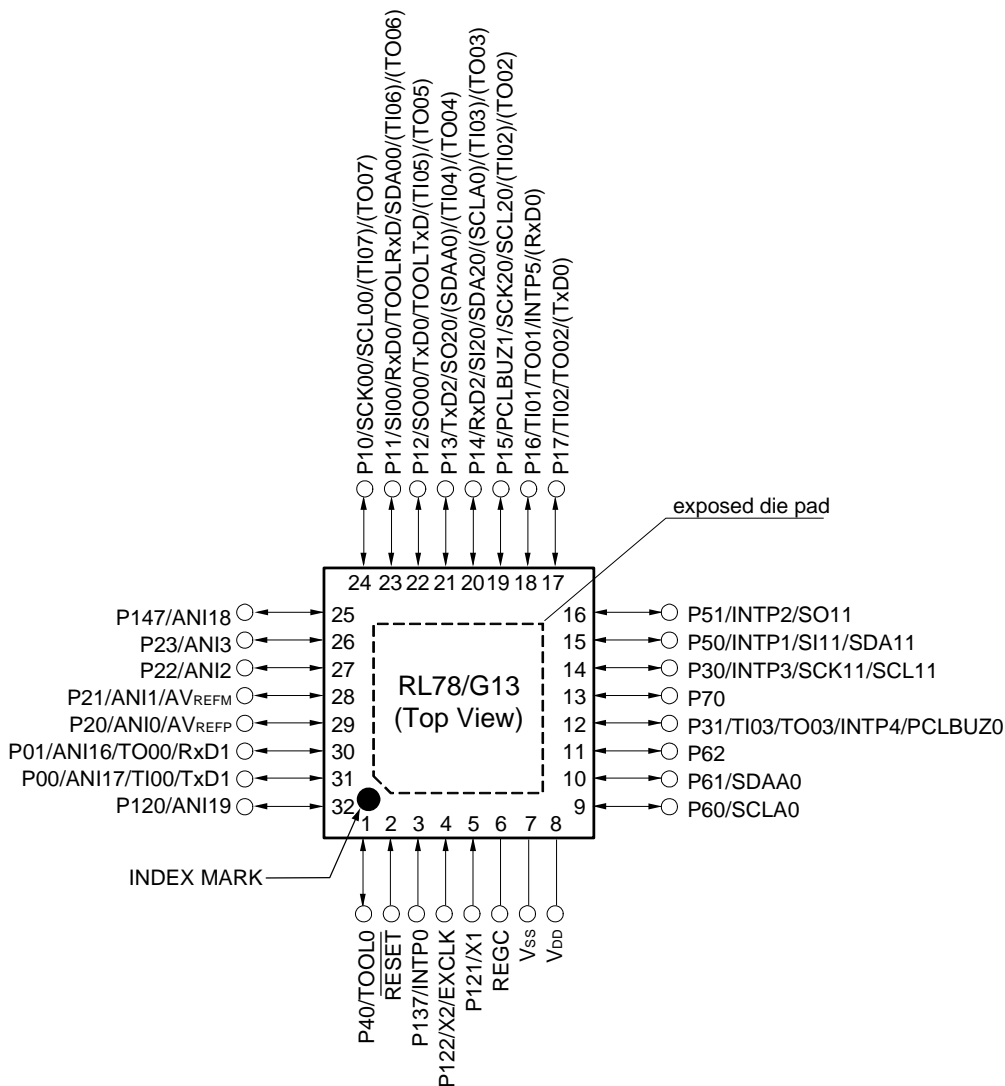 P10/SCK00/SCL00/(TI07)/(TO07)
P11/SI00/RxD0/TOOLRxD/SDA00/(TI06)/(TO06)
P12/SO00/TxD0/TOOLTxD/(TI05)/(TO05)
P13/TxD2/SO20/(SDAA0)/(TI04)/(TO04)
P14/RxD2/SI20/SDA20/(SCLA0)/(TI03)/(TO03)
P15/PCLBUZ1/SCK20/SCL20/(TI02)/(TO02)
P16/TI01/TO01/INTP5/(RxD0)
P17/TI02/TO02/(TxD0)
exposed die pad
24 23 22 21 20 19 18 17
P147/ANI18 25
P23/ANI3 26
P22/ANI2 27
P21/ANI1/AVREFM 28
P20/ANI0/AVREFP 29
P01/ANI16/TO00/RxD1 30
P00/ANI17/TI00/TxD1 31
P120/ANI19 32
RL78/G13
(Top View)
16 P51/INTP2/SO11
15 P50/INTP1/SI11/SDA11
14 P30/INTP3/SCK11/SCL11
13 P70
12 P31/TI03/TO03/INTP4/PCLBUZ0
11 P62
10 P61/SDAA0
9 P60/SCLA0
1 2 3 4 5 6 7 8
INDEX MARK
P40/TOOL0
RESET
P137/INTP0
P122/X2/EXCLK
P121/X1
REGC
VSS
VDD